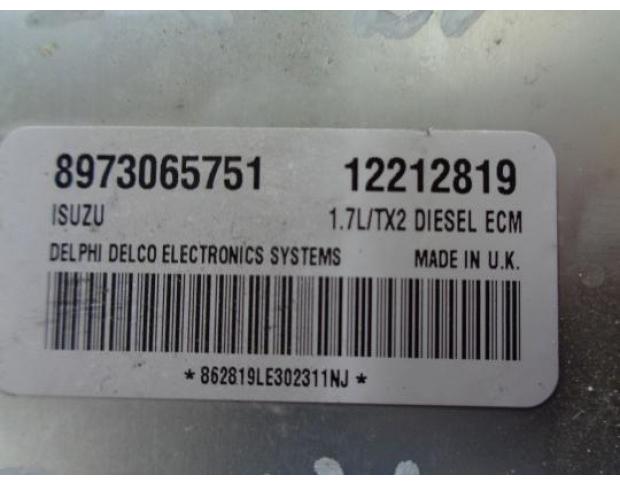 8973065751 12212819
ISUZU 1.7L/TX2 DIESEL ECM
DELPHI DELCO ELECTRONICS SYSTEMS MADE IN U.K.
*862819LE302311NJ*